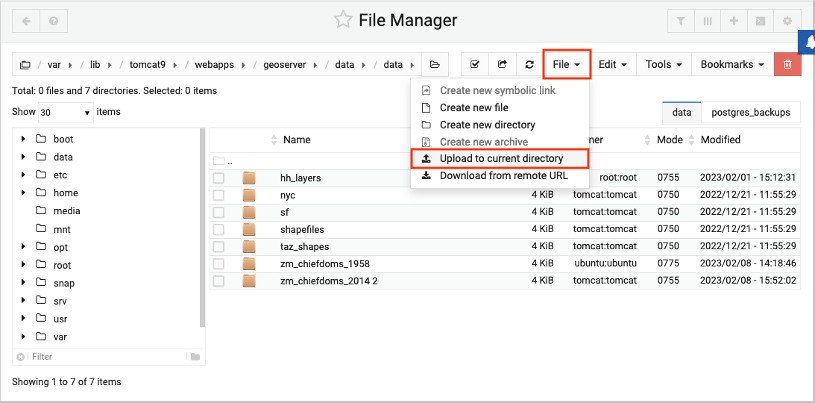 File Manager
/ var / lib / tomcat9 / webapps / geoserver / data / data /
File Edit Tools Bookmarks
Total: 0 files and 7 directories. Selected: 0 items
Show 30 items
data postgres_backups
Create new symbolic link
Create new file
Create new directory
Create new archive
Upload to current directory
Download from remote URL
boot
data
etc
home
media
mnt
opt
root
snap
srv
usr
var
Filter
Name ner Mode Modified
..
hh_layers root:root 0755 2023/02/01 - 15:12:31
nyc 4 KiB tomcat:tomcat 0750 2022/12/21 - 11:55:29
sf 4 KiB tomcat:tomcat 0750 2022/12/21 - 11:55:29
shapefiles 4 KiB tomcat:tomcat 0750 2022/12/21 - 11:55:29
taz_shapes 4 KiB tomcat:tomcat 0750 2022/12/21 - 11:55:29
zm_chiefdoms_1958 4 KiB ubuntu:ubuntu 0775 2023/02/08 - 14:18:46
zm_chiefdoms_2014 2 4 KiB tomcat:tomcat 0755 2023/02/08 - 15:52:02
Showing 1 to 7 of 7 items